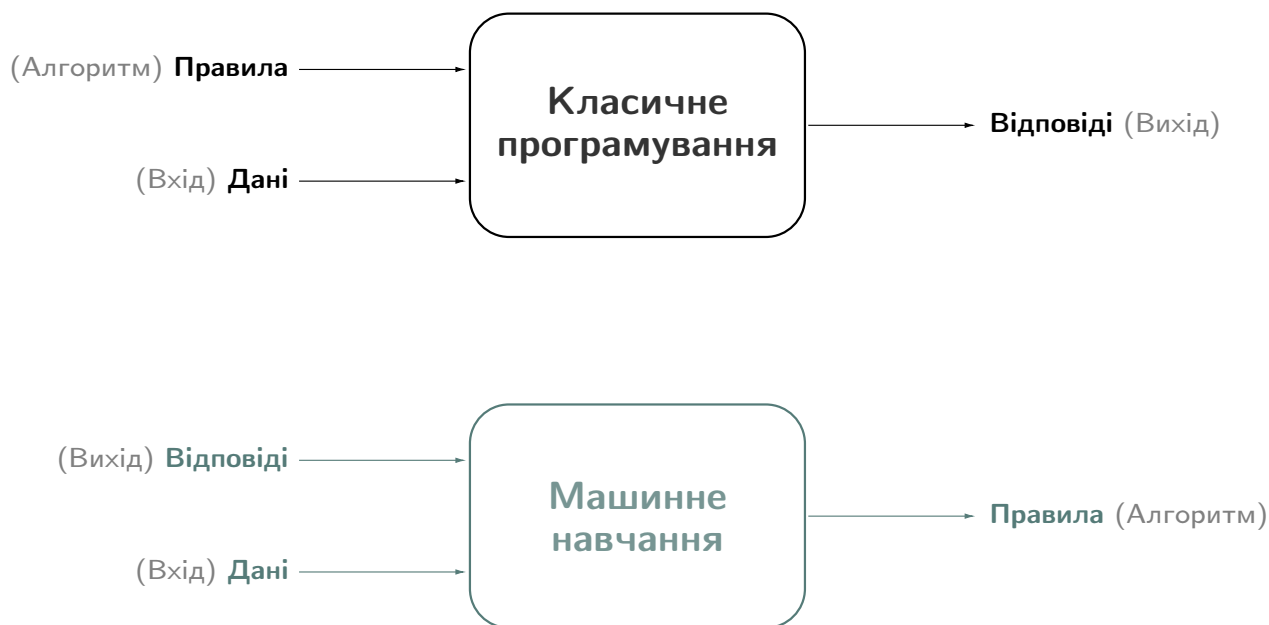 (Алгоритм) Правила
(Вхід) Дані
Класичне
програмування
Відповіді (Вихід)
(Вихід) Відповіді
(Вхід) Дані
Машинне
навчання
Правила (Алгоритм)